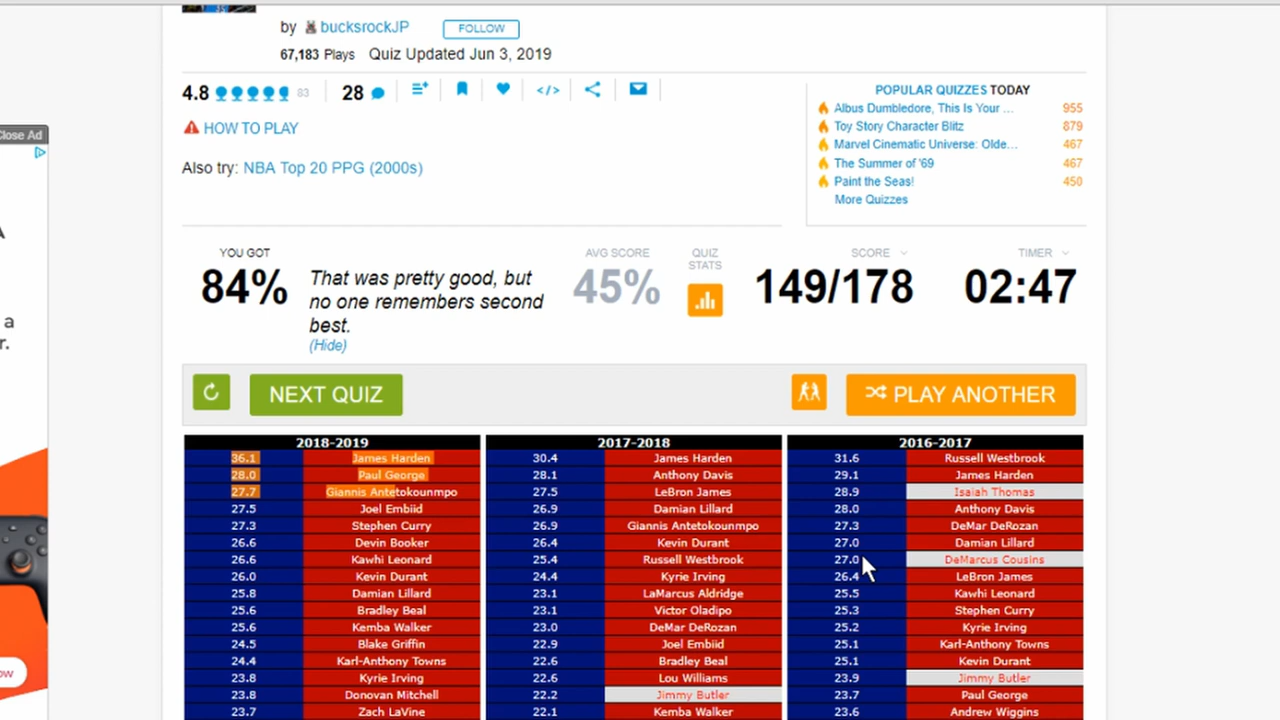 by bucksrockJP FOLLOW
67,183 Plays Quiz Updated Jun 3, 2019
4.8 83 28 </>
HOW TO PLAY
Also try: NBA Top 20 PPG (2000s)
POPULAR QUIZZES TODAY
Albus Dumbledore, This Is Your ... 955
Toy Story Character Blitz 879
Marvel Cinematic Universe: Olde... 467
The Summer of '69 467
Paint the Seas! 450
More Quizzes
Close Ad
a
r.
YOU GOT
84%
That was pretty good, but
no one remembers second
best.
(Hide)
AVG SCORE
45%
QUIZ
STATS
SCORE
149/178
TIMER
02:47
NEXT QUIZ
PLAY ANOTHER
2018-2019
36.1 James Harden
28.0 Paul George
27.7 Giannis Antetokounmpo
27.5 Joel Embiid
27.3 Stephen Curry
26.6 Devin Booker
26.6 Kawhi Leonard
26.0 Kevin Durant
25.8 Damian Lillard
25.6 Bradley Beal
25.6 Kemba Walker
24.5 Blake Griffin
24.4 Karl-Anthony Towns
23.8 Kyrie Irving
23.8 Donovan Mitchell
23.7 Zach LaVine
2017-2018
30.4 James Harden
28.1 Anthony Davis
27.5 LeBron James
26.9 Damian Lillard
26.9 Giannis Antetokounmpo
26.4 Kevin Durant
25.4 Russell Westbrook
24.4 Kyrie Irving
23.1 LaMarcus Aldridge
23.1 Victor Oladipo
23.0 DeMar DeRozan
22.9 Joel Embiid
22.6 Bradley Beal
22.6 Lou Williams
22.2 Jimmy Butler
22.1 Kemba Walker
2016-2017
31.6 Russell Westbrook
29.1 James Harden
28.9 Isaiah Thomas
28.0 Anthony Davis
27.3 DeMar DeRozan
27.0 Damian Lillard
27.0 DeMarcus Cousins
26.4 LeBron James
25.5 Kawhi Leonard
25.3 Stephen Curry
25.2 Kyrie Irving
25.1 Karl-Anthony Towns
25.1 Kevin Durant
23.9 Jimmy Butler
23.7 Paul George
23.6 Andrew Wiggins